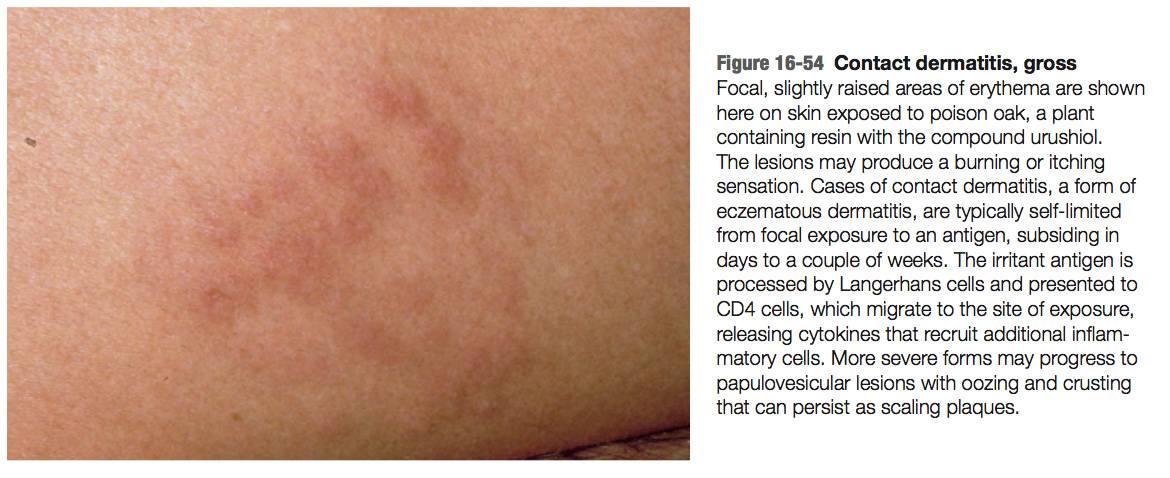 Figure 16-54 Contact dermatitis, gross
Focal, slightly raised areas of erythema are shown
here on skin exposed to poison oak, a plant
containing resin with the compound urushiol.
The lesions may produce a burning or itching
sensation. Cases of contact dermatitis, a form of
eczematous dermatitis, are typically self-limited
from focal exposure to an antigen, subsiding in
days to a couple of weeks. The irritant antigen is
processed by Langerhans cells and presented to
CD4 cells, which migrate to the site of exposure,
releasing cytokines that recruit additional inflam-
matory cells. More severe forms may progress to
papulovesicular lesions with oozing and crusting
that can persist as scaling plaques.